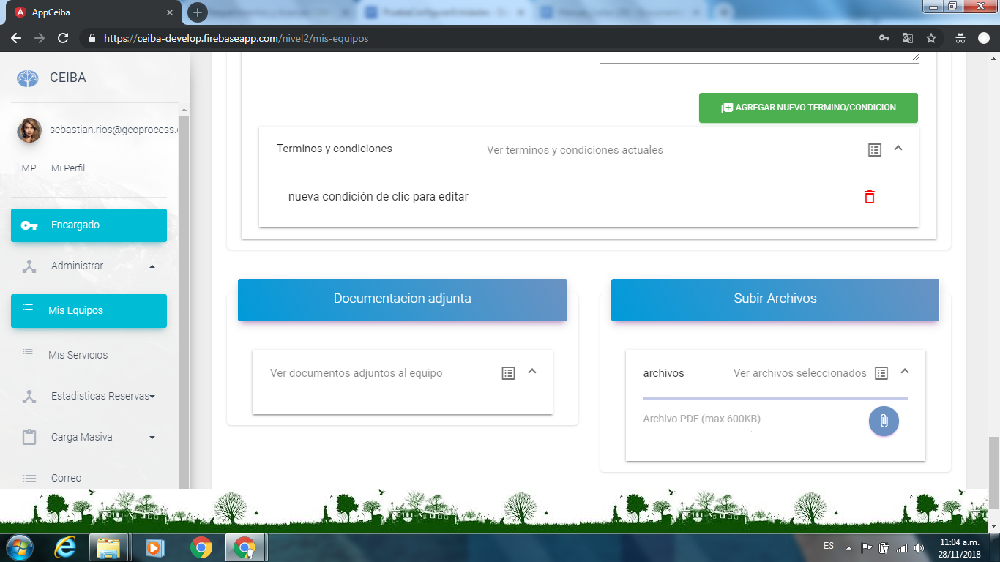 AppCeiba
https://ceiba-develop.firebaseapp.com/nivel2/mis-equipos
CEIBA
sebastian.rios@geoprocess.
MP Mi Perfil
Encargado
Administrar
Mis Equipos
Mis Servicios
Estadisticas Reservas
Carga Masiva
Correo
AGREGAR NUEVO TERMINO/CONDICION
Terminos y condiciones Ver terminos y condiciones actuales
nueva condición de clic para editar
Documentacion adjunta
Ver documentos adjuntos al equipo
Subir Archivos
archivos Ver archivos seleccionados
Archivo PDF (max 600KB)
ES
11:04 a.m.
28/11/2018